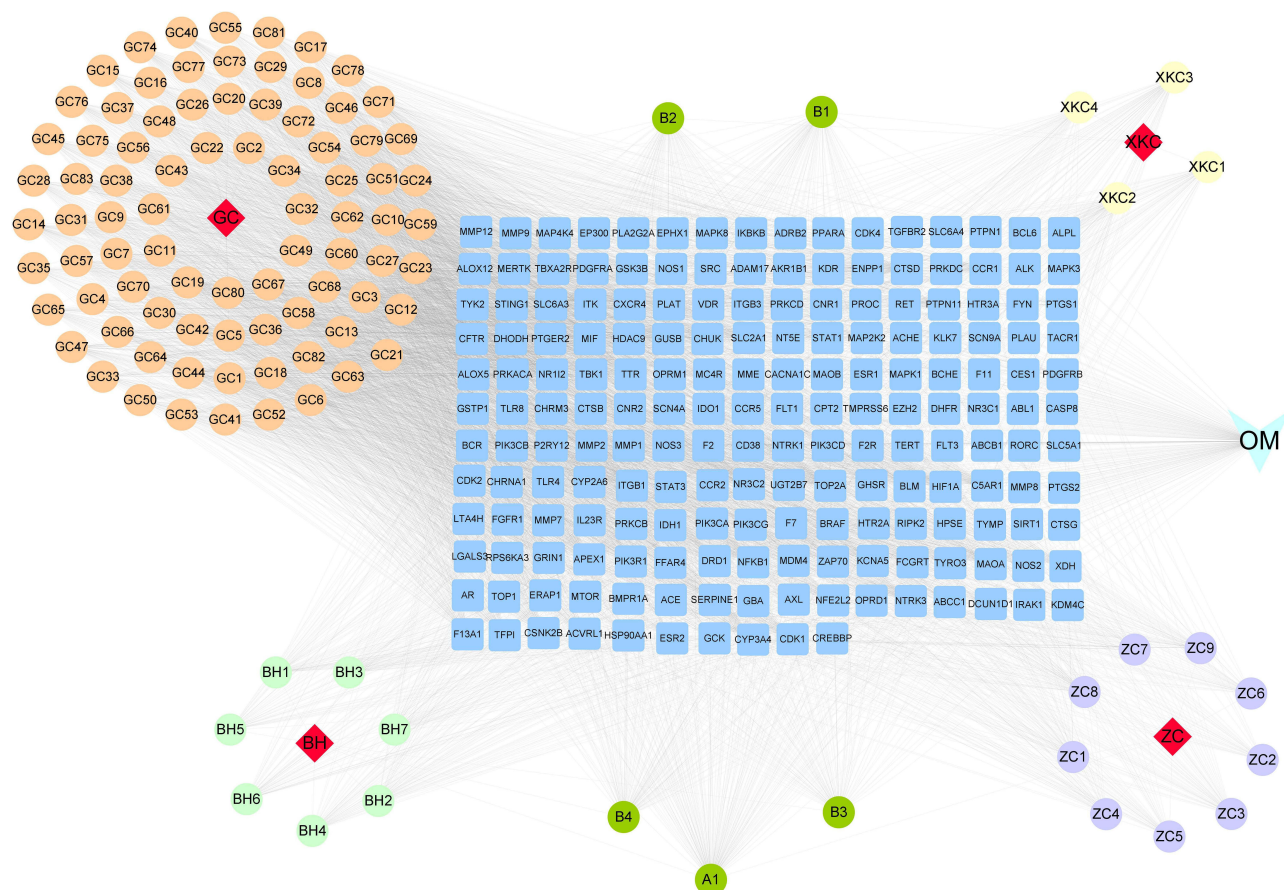 GC55
GC40
GC81
GC74
GC17
GC15
GC77
GC73
GC29
GC78
GC16
GC8
GC76
GC37
GC26
GC20
GC39
GC46
GC71
GC48
GC72
GC45
GC75
GC56
GC22
GC2
GC54
GC79
GC69
GC28
GC83
GC38
GC43
GC34
GC25
GC51
GC24
GC14
GC31
GC9
GC61
GC
GC32
GC62
GC10
GC59
GC35
GC57
GC7
GC11
GC49
GC60
GC27
GC23
GC65
GC4
GC70
GC19
GC80
GC67
GC68
GC3
GC12
GC47
GC66
GC30
GC42
GC5
GC36
GC58
GC13
GC21
GC33
GC64
GC44
GC1
GC18
GC82
GC63
GC50
GC53
GC41
GC52
GC6
B2
B1
XKC3
XKC4
XKC
XKC1
XKC2
MMP12 MMP9 MAP4K4 EP300 PLA2G2A EPHX1 MAPK8 IKBKB ADRB2 PPARA CDK4 TGFBR2 SLC6A4 PTPN1 BCL6 ALPL
ALOX12 MERTK TBXA2R PDGFRA GSK3B NOS1 SRC ADAM17 AKR1B1 KDR ENPP1 CTSD PRKDC CCR1 ALK MAPK3
TYK2 STING1 SLC6A3 ITK CXCR4 PLAT VDR ITGB3 PRKCD CNR1 PROC RET PTPN11 HTR3A FYN PTGS1
CFTR DHODH PTGER2 MIF HDAC9 GUSB CHUK SLC2A1 NT5E STAT1 MAP2K2 ACHE KLK7 SCN9A PLAU TACR1
ALOX5 PRKACA NR1I2 TBK1 TTR OPRM1 MC4R MME CACNA1C MAOB ESR1 MAPK1 BCHE F11 CES1 PDGFRB
GSTP1 TLR8 CHRM3 CTSB CNR2 SCN4A IDO1 CCR5 FLT1 CPT2 TMPRSS6 EZH2 DHFR NR3C1 ABL1 CASP8
BCR PIK3CB P2RY12 MMP2 MMP1 NOS3 F2 CD38 NTRK1 PIK3CD F2R TERT FLT3 ABCB1 RORC SLC5A1
CDK2 CHRNA1 TLR4 CYP2A6 ITGB1 STAT3 CCR2 NR3C2 UGT2B7 TOP2A GHSR BLM HIF1A C5AR1 MMP8 PTGS2
LTA4H FGFR1 MMP7 IL23R PRKCB IDH1 PIK3CA PIK3CG F7 BRAF HTR2A RIPK2 HPSE TYMP SIRT1 CTSG
LGALS3 RPS6KA3 GRIN1 APEX1 PIK3R1 FFAR4 DRD1 NFKB1 MDM4 ZAP70 KCNA5 FCGRT TYRO3 MAOA NOS2 XDH
AR TOP1 ERAP1 MTOR BMPR1A ACE SERPINE1 GBA AXL NFE2L2 OPRD1 NTRK3 ABCC1 DCUN1D1 IRAK1 KDM4C
F13A1 TFPI CSNK2B ACVRL1 HSP90AA1 ESR2 GCK CYP3A4 CDK1 CREBBP
OM
BH1
BH3
BH5
BH
BH7
BH6
BH2
BH4
B4
B3
A1
ZC7
ZC9
ZC8
ZC6
ZC
ZC1
ZC2
ZC4
ZC3
ZC5